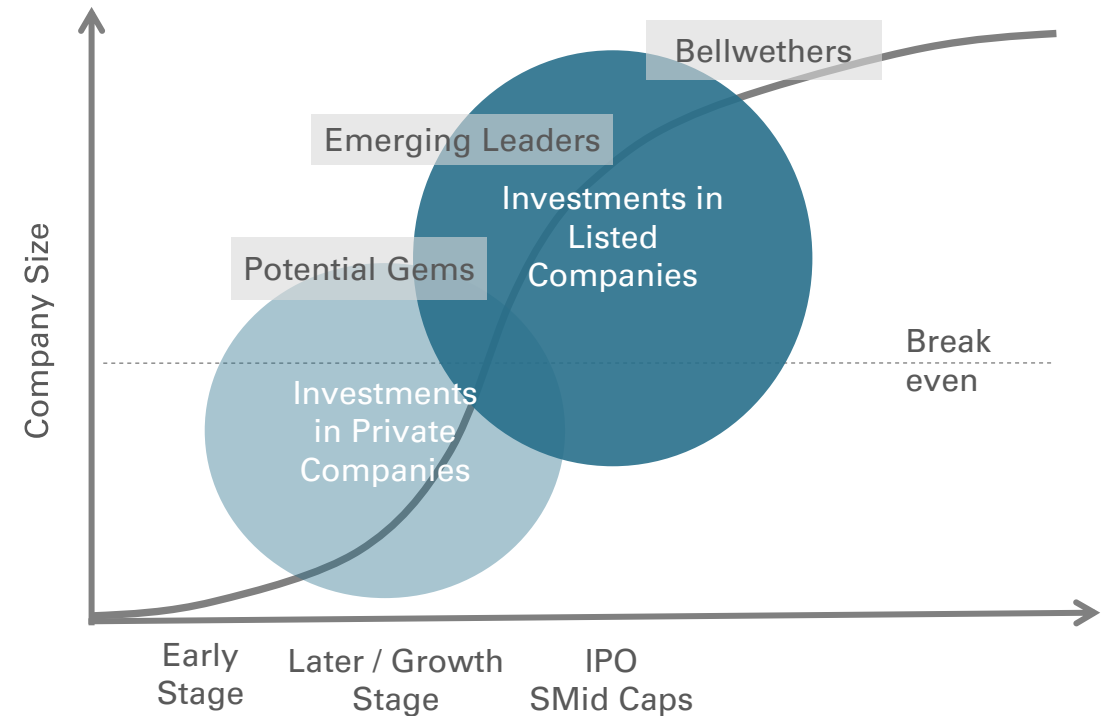 Bellwethers
Emerging Leaders
Investments in
Listed
Companies
Potential Gems
Company Size
Break
even
Investments
in Private
Companies
Early
Stage
Later / Growth
Stage
IPO
SMid Caps